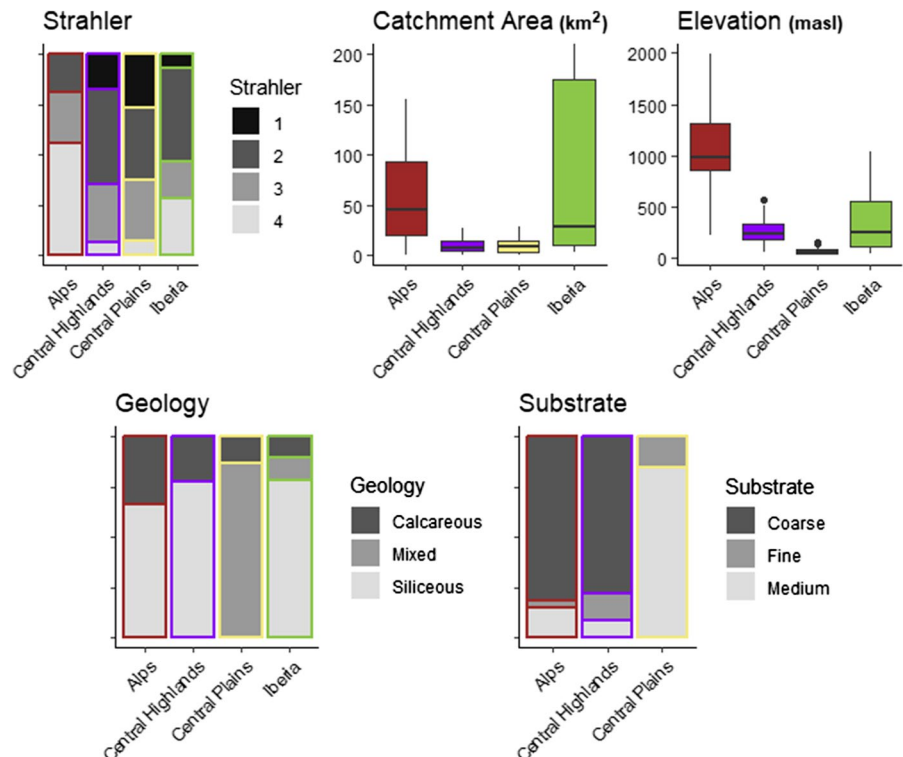 Strahler
Strahler
1
2
3
4
Alps
Central Highlands
Central Plains
Iberia
Catchment Area (km²)
200
150
100
50
0
Alps
Central Highlands
Central Plains
Iberia
Elevation (masl)
2000
1500
1000
500
0
Alps
Central Highlands
Central Plains
Iberia
Geology
Geology
Calcareous
Mixed
Siliceous
Alps
Central Highlands
Central Plains
Iberia
Substrate
Substrate
Coarse
Fine
Medium
Alps
Central Highlands
Central Plains